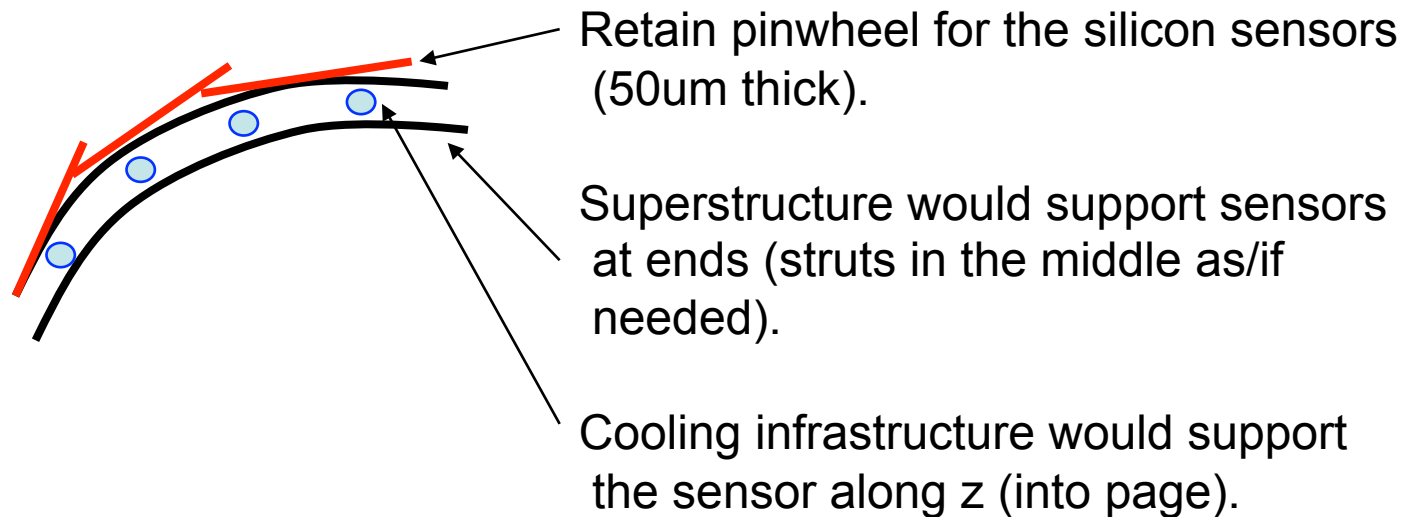 Retain pinwheel for the silicon sensors
(50um thick).
Superstructure would support sensors
at ends (struts in the middle as/if
needed).
Cooling infrastructure would support
the sensor along z (into page).